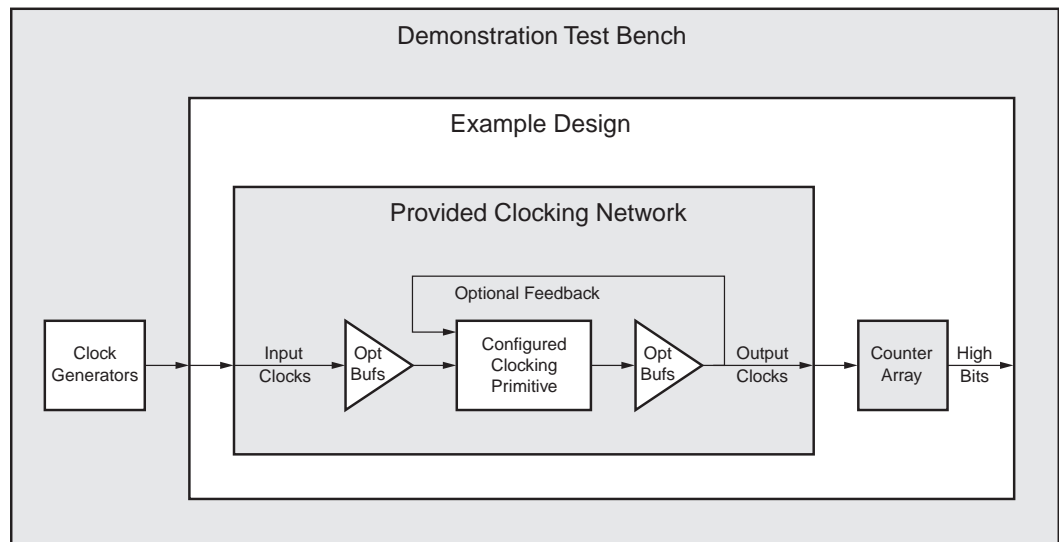 Demonstration Test Bench
Example Design
Provided Clocking Network
Optional Feedback
Clock
Generators
Input
Clocks
Opt
Bufs
Configured
Clocking
Primitive
Opt
Bufs
Output
Clocks
Counter
Array
High
Bits